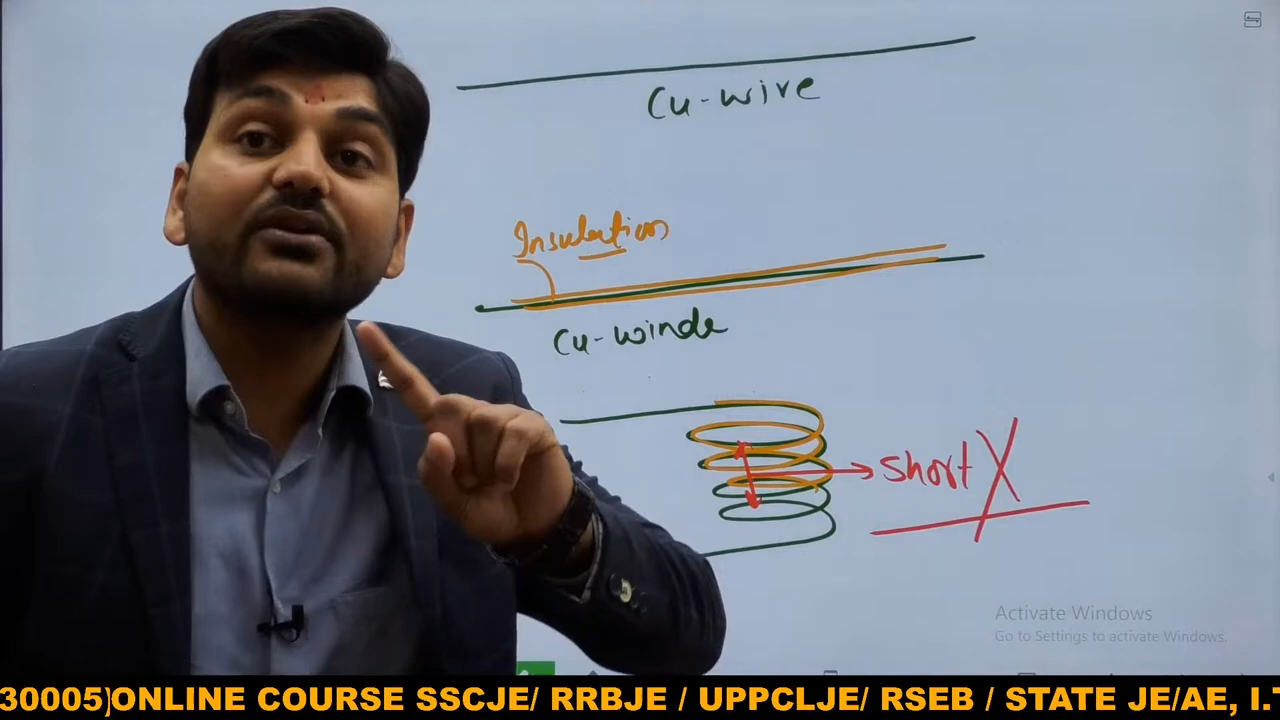 Cu-wire
Insulation
Cu-winde
short X
Activate Windows
Go to Settings to activate Windows.
30005)ONLINE COURSE SSCJE/ RRBJE / UPPCLJE/ RSEB / STATE JE/AE, I.T